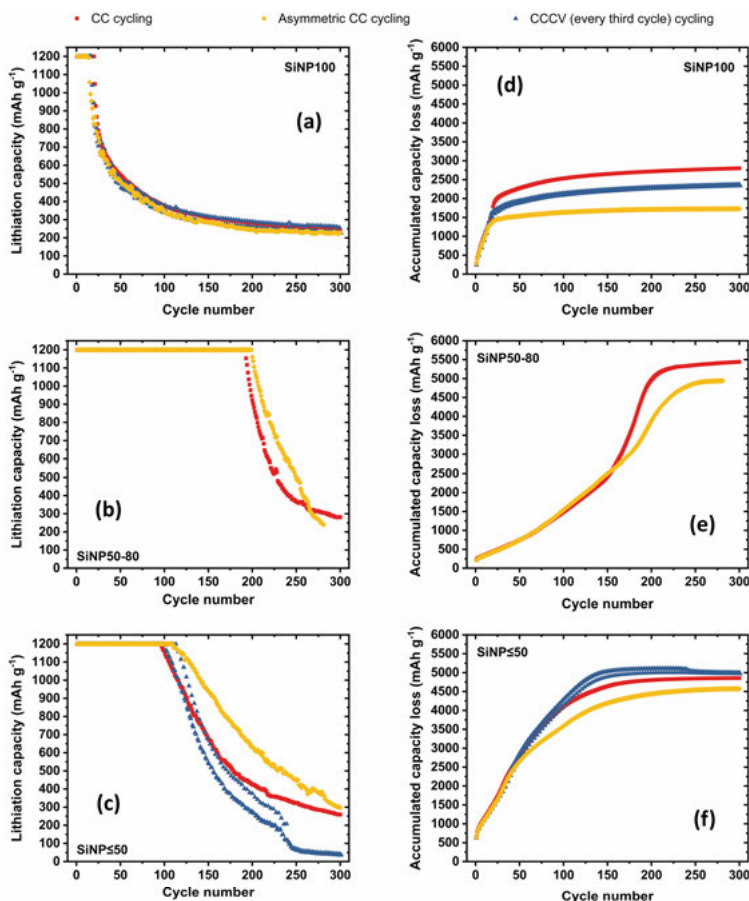 CC cycling
Asymmetric CC cycling
CCCV (every third cycle) cycling
1200
1100
1000
900
800
700
600
500
400
300
200
100
0
Lithiation capacity (mAh g⁻¹)
SiNP100
(a)
0 50 100 150 200 250 300
Cycle number
6000
5500
5000
4500
4000
3500
3000
2500
2000
1500
1000
500
0
Accumulated capacity loss (mAh g⁻¹)
SiNP100
(d)
0 50 100 150 200 250 300
Cycle number
1200
1100
1000
900
800
700
600
500
400
300
200
100
0
Lithiation capacity (mAh g⁻¹)
(b)
SiNP50-80
0 50 100 150 200 250 300
Cycle number
6000
5500
5000
4500
4000
3500
3000
2500
2000
1500
1000
500
0
Accumulated capacity loss (mAh g⁻¹)
SiNP50-80
(e)
0 50 100 150 200 250 300
Cycle number
1200
1100
1000
900
800
700
600
500
400
300
200
100
0
Lithiation capacity (mAh g⁻¹)
(c)
SiNP≤50
0 50 100 150 200 250 300
Cycle number
6000
5500
5000
4500
4000
3500
3000
2500
2000
1500
1000
500
0
Accumulated capacity loss (mAh g⁻¹)
SiNP≤50
(f)
0 50 100 150 200 250 300
Cycle number